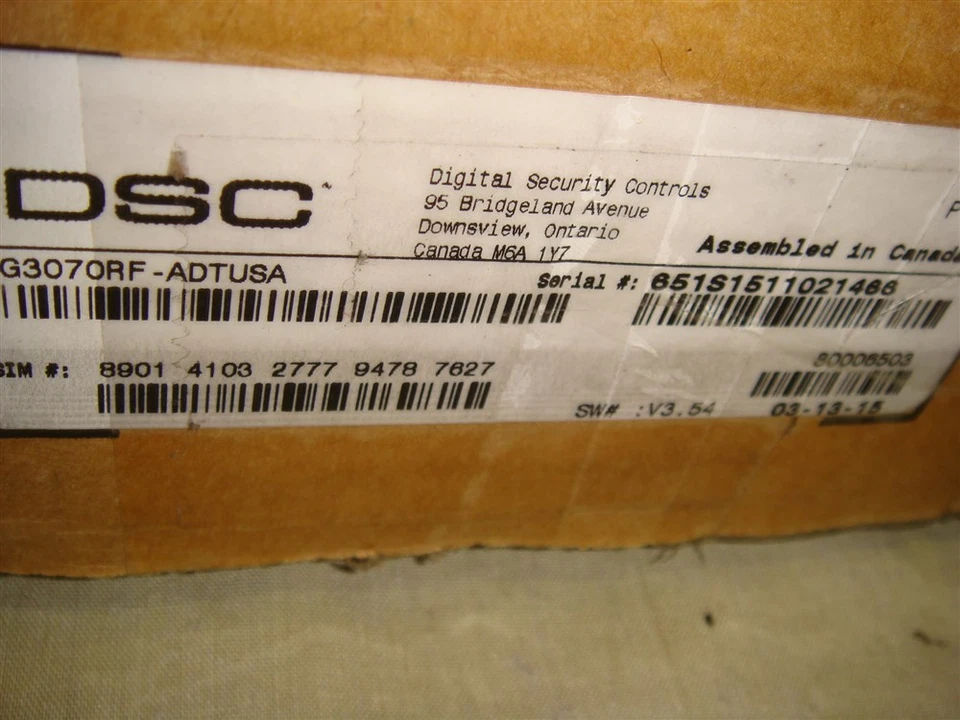 DSC
Digital Security Controls
95 Bridgeland Avenue
Downsview, Ontario
Canada M6A 1Y7
Assembled in Canada
G3070RF-ADTUSA
Serial #: 651S1511021466
SIM #: 8901 4103 2777 9478 7627
80006503
SW# :V3.54
03-13-15